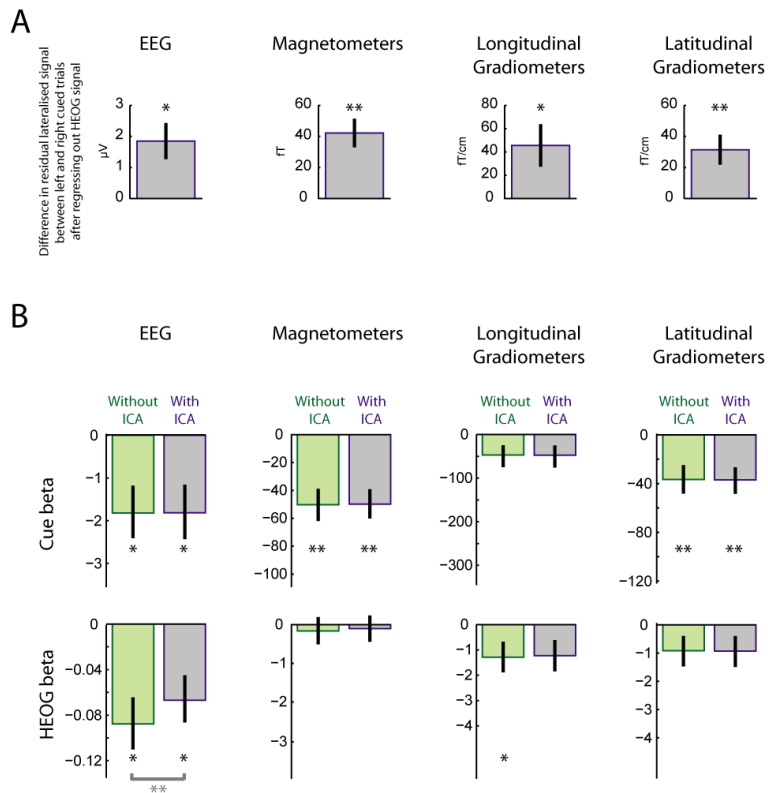 A
EEG
Magnetometers
Longitudinal
Gradiometers
Latitudinal
Gradiometers
Difference in residual lateralised signal
between left and right cued trials
after regressing out HEOG signal
μV
3
2
1
0
*
fT
60
40
20
0
**
fT/cm
80
60
40
20
0
*
fT/cm
80
60
40
20
0
**
B
EEG
Magnetometers
Longitudinal
Gradiometers
Latitudinal
Gradiometers
Without
ICA
With
ICA
Without
ICA
With
ICA
Without
ICA
With
ICA
Without
ICA
With
ICA
Cue beta
0
−1
−2
−3
* *
0
−20
−40
−60
−80
−100
** **
0
−50
−100
−200
−300
0
−40
−80
−120
** **
HEOG beta
0
−0.04
−0.08
−0.12
* *
**
0
−1
−2
−3
0
−1
−2
−3
−4
*
0
−1
−2
−3
−4